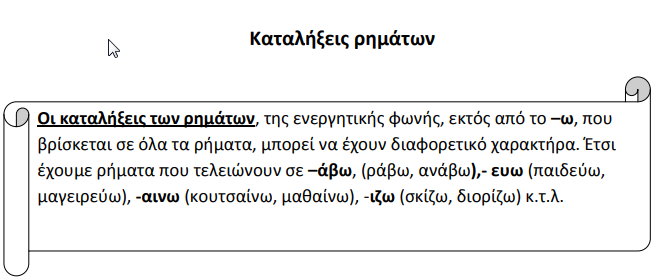 Καταλήξεις ρημάτων
Οι καταλήξεις των ρημάτων, της ενεργητικής φωνής, εκτός από το –ω, που
βρίσκεται σε όλα τα ρήματα, μπορεί να έχουν διαφορετικό χαρακτήρα. Έτσι
έχουμε ρήματα που τελειώνουν σε –άβω, (ράβω, ανάβω),- ευω (παιδεύω,
μαγειρεύω), -αινω (κουτσαίνω, μαθαίνω), -ιζω (σκίζω, διορίζω) κ.τ.λ.